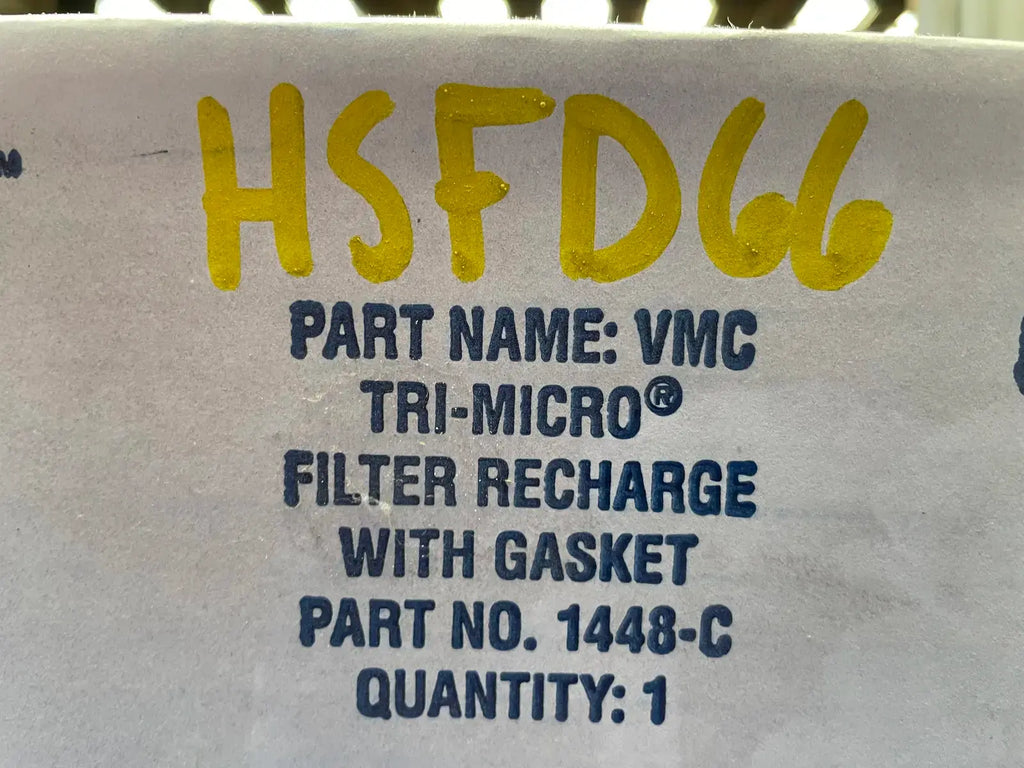 HSFD66
PART NAME: VMC
TRI-MICRO®
FILTER RECHARGE
WITH GASKET
PART NO. 1448-C
QUANTITY: 1